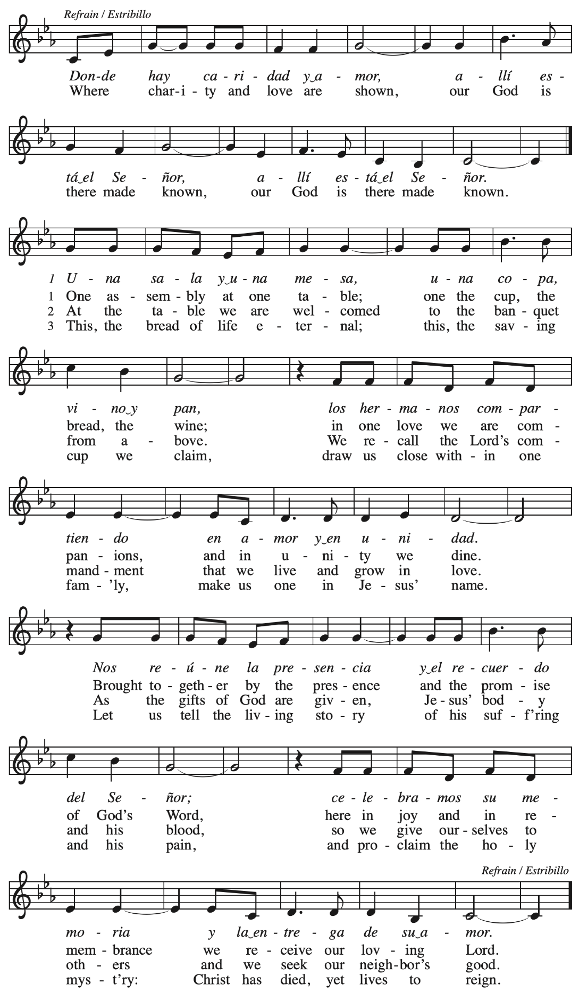 Refrain / Estribillo
Don-de hay ca - ri - dad y‿a - mor, a - llí es -
Where char-i - ty and love are shown, our God is
tá‿el Se - ñor, a - llí es - tá‿el Se - ñor.
there made known, our God is there made known.
1 U - na sa - la y‿u - na me - sa, u - na co - pa,
1 One as - sem - bly at one ta - ble; one the cup, the
2 At the ta - ble we are wel - comed to the ban - quet
3 This, the bread of life e - ter - nal; this, the sav - ing
vi - no‿y pan, los her - ma - nos com - par -
bread, the wine; in one love we are com -
from a - bove. We re - call the Lord's com -
cup we claim, draw us close with - in one
tien - do en a - mor y‿en u - ni - dad.
pan - ions, and in u - ni - ty we dine.
mand - ment that we live and grow in love.
fam - 'ly, make us one in Je - sus' name.
Nos re - ú - ne la pre - sen - cia y‿el re - cuer - do
Brought to - geth - er by the pres - ence and the prom - ise
As the gifts of God are giv - en, Je - sus' bod - y
Let us tell the liv - ing sto - ry of his suf - f'ring
del Se - ñor; ce - le - bra - mos su me -
of God's Word, here in joy and in re -
and his blood, so we give our - selves to
and his pain, and pro - claim the ho - ly
Refrain / Estribillo
mo - ria y la‿en - tre - ga de su‿a - mor.
mem - brance we re - ceive our lov - ing Lord.
oth - ers and we seek our neigh-bor's good.
mys - t'ry: Christ has died, yet lives to reign.